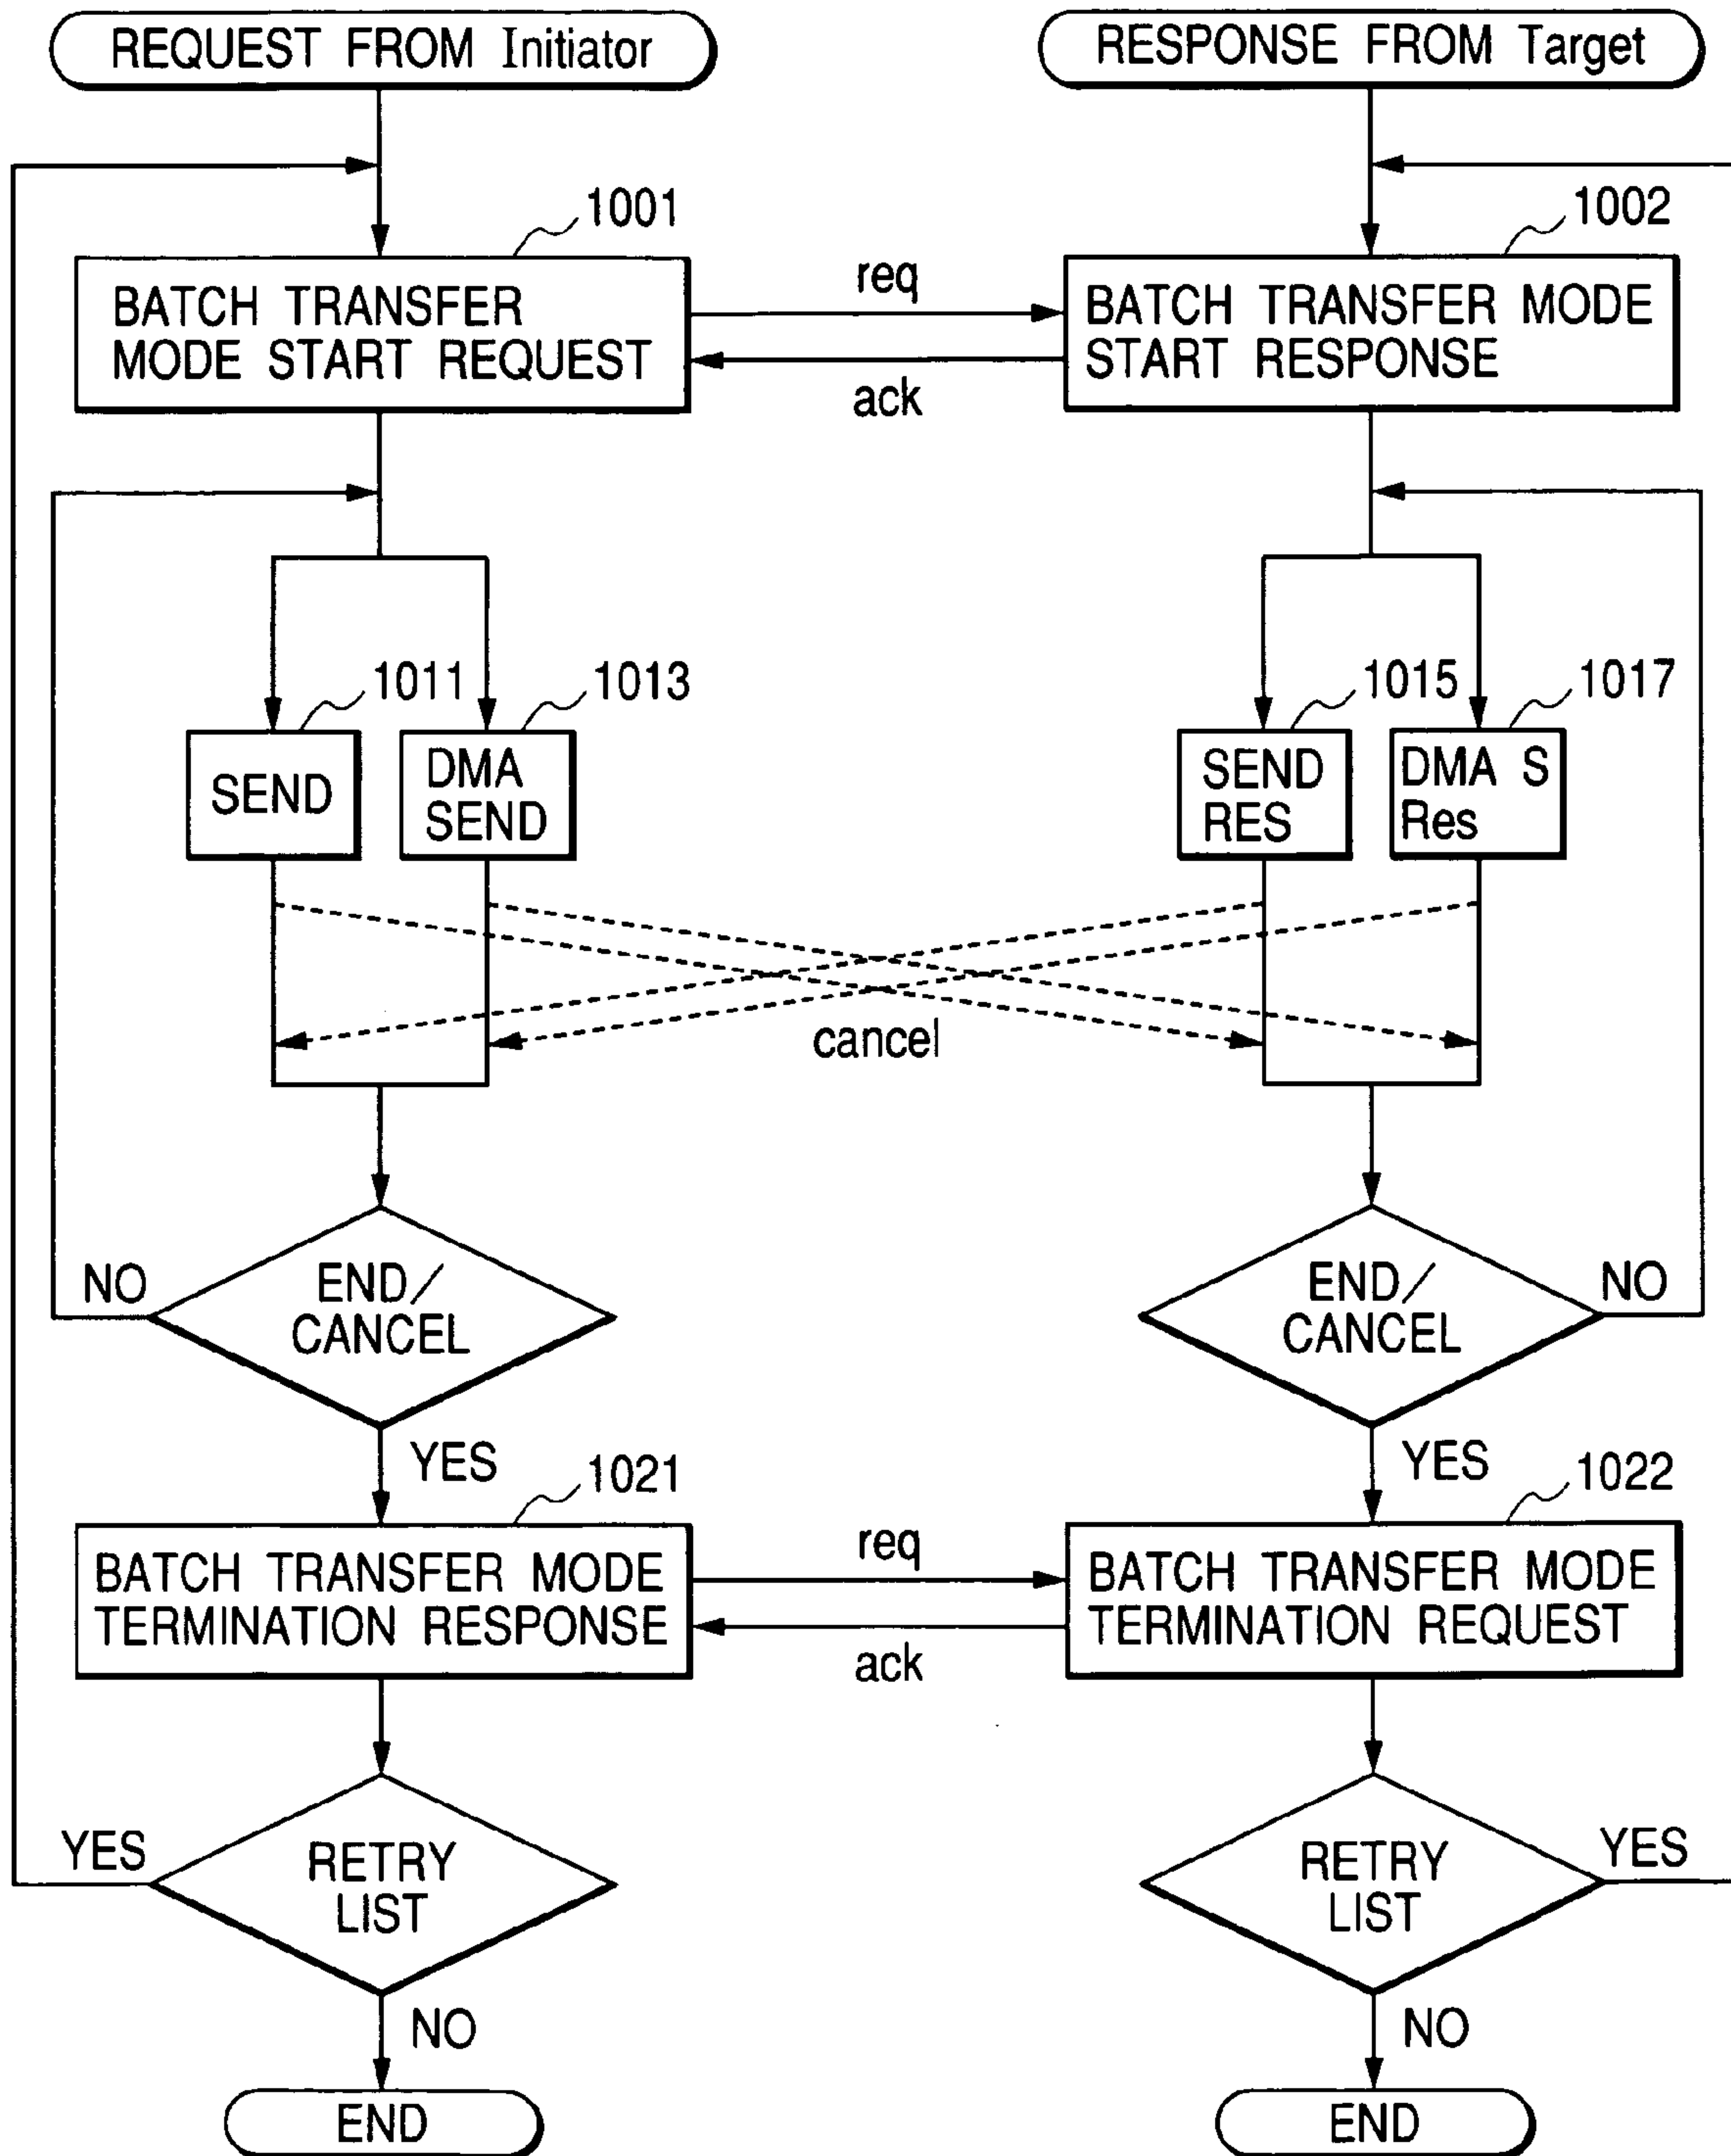 REQUEST FROM Initiator
RESPONSE FROM Target
1001
1002
BATCH TRANSFER
MODE START REQUEST
req
ack
BATCH TRANSFER MODE
START RESPONSE
1011
1013
1015
1017
SEND
DMA
SEND
SEND
RES
DMA S
Res
cancel
NO
END/
CANCEL
END/
CANCEL
NO
YES
YES
1021
1022
BATCH TRANSFER MODE
TERMINATION RESPONSE
req
ack
BATCH TRANSFER MODE
TERMINATION REQUEST
YES
RETRY
LIST
RETRY
LIST
YES
NO
NO
END
END